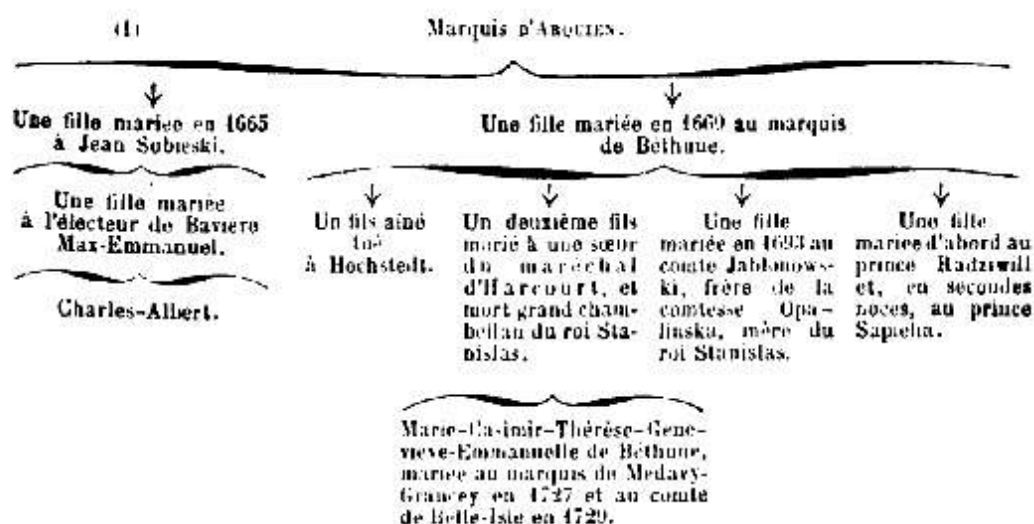 (1) Marquis D'ARQUIEN.
Une fille mariée en 1665
à Jean Sobieski.
Une fille mariée en 1669 au marquis
de Béthune.
Une fille mariée
à l'électeur de Bavière
Max-Emmanuel.
Charles-Albert.
Un fils aîné
tué
à Hochstedt.
Un deuxième fils
marié à une sœur
du maréchal
d'Harcourt, et
mort grand cham-
bellan du roi Sta-
nislas.
Une fille
mariée en 1693 au
comte Jablonows-
ki, frère de la
comtesse Opa-
linska, mère du
roi Stanislas.
Une fille
mariée d'abord au
prince Radziwill
et, en secondes
noces, au prince
Sapieha.
Marie-Casimir-Thérèse-Gene-
viève-Emmanuelle de Béthune,
mariée au marquis de Medavy-
Grancey en 1727 et au comte
de Belle-Isle en 1729.